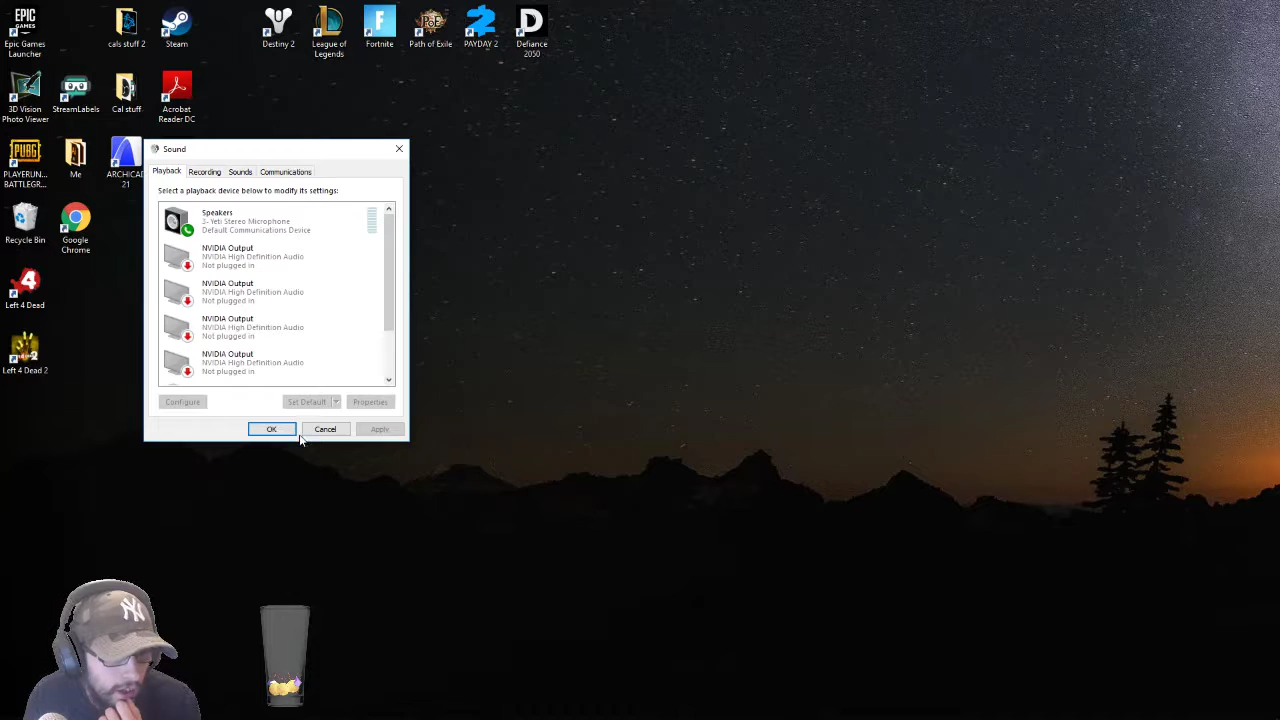 Epic Games
Launcher
cals stuff 2
Steam
Destiny 2
League of
Legends
Fortnite
Path of Exile
PAYDAY 2
Defiance
2050
3D Vision
Photo Viewer
StreamLabels
Cal stuff
Acrobat
Reader DC
PLAYERUN...
BATTLEGR...
Me
ARCHICAD
21
Recycle Bin
Google
Chrome
Left 4 Dead
Left 4 Dead 2
Sound
Playback
Recording
Sounds
Communications
Select a playback device below to modify its settings:
Speakers
3- Yeti Stereo Microphone
Default Communications Device
NVIDIA Output
NVIDIA High Definition Audio
Not plugged in
NVIDIA Output
NVIDIA High Definition Audio
Not plugged in
NVIDIA Output
NVIDIA High Definition Audio
Not plugged in
NVIDIA Output
NVIDIA High Definition Audio
Not plugged in
Configure
Set Default
Properties
OK
Cancel
Apply